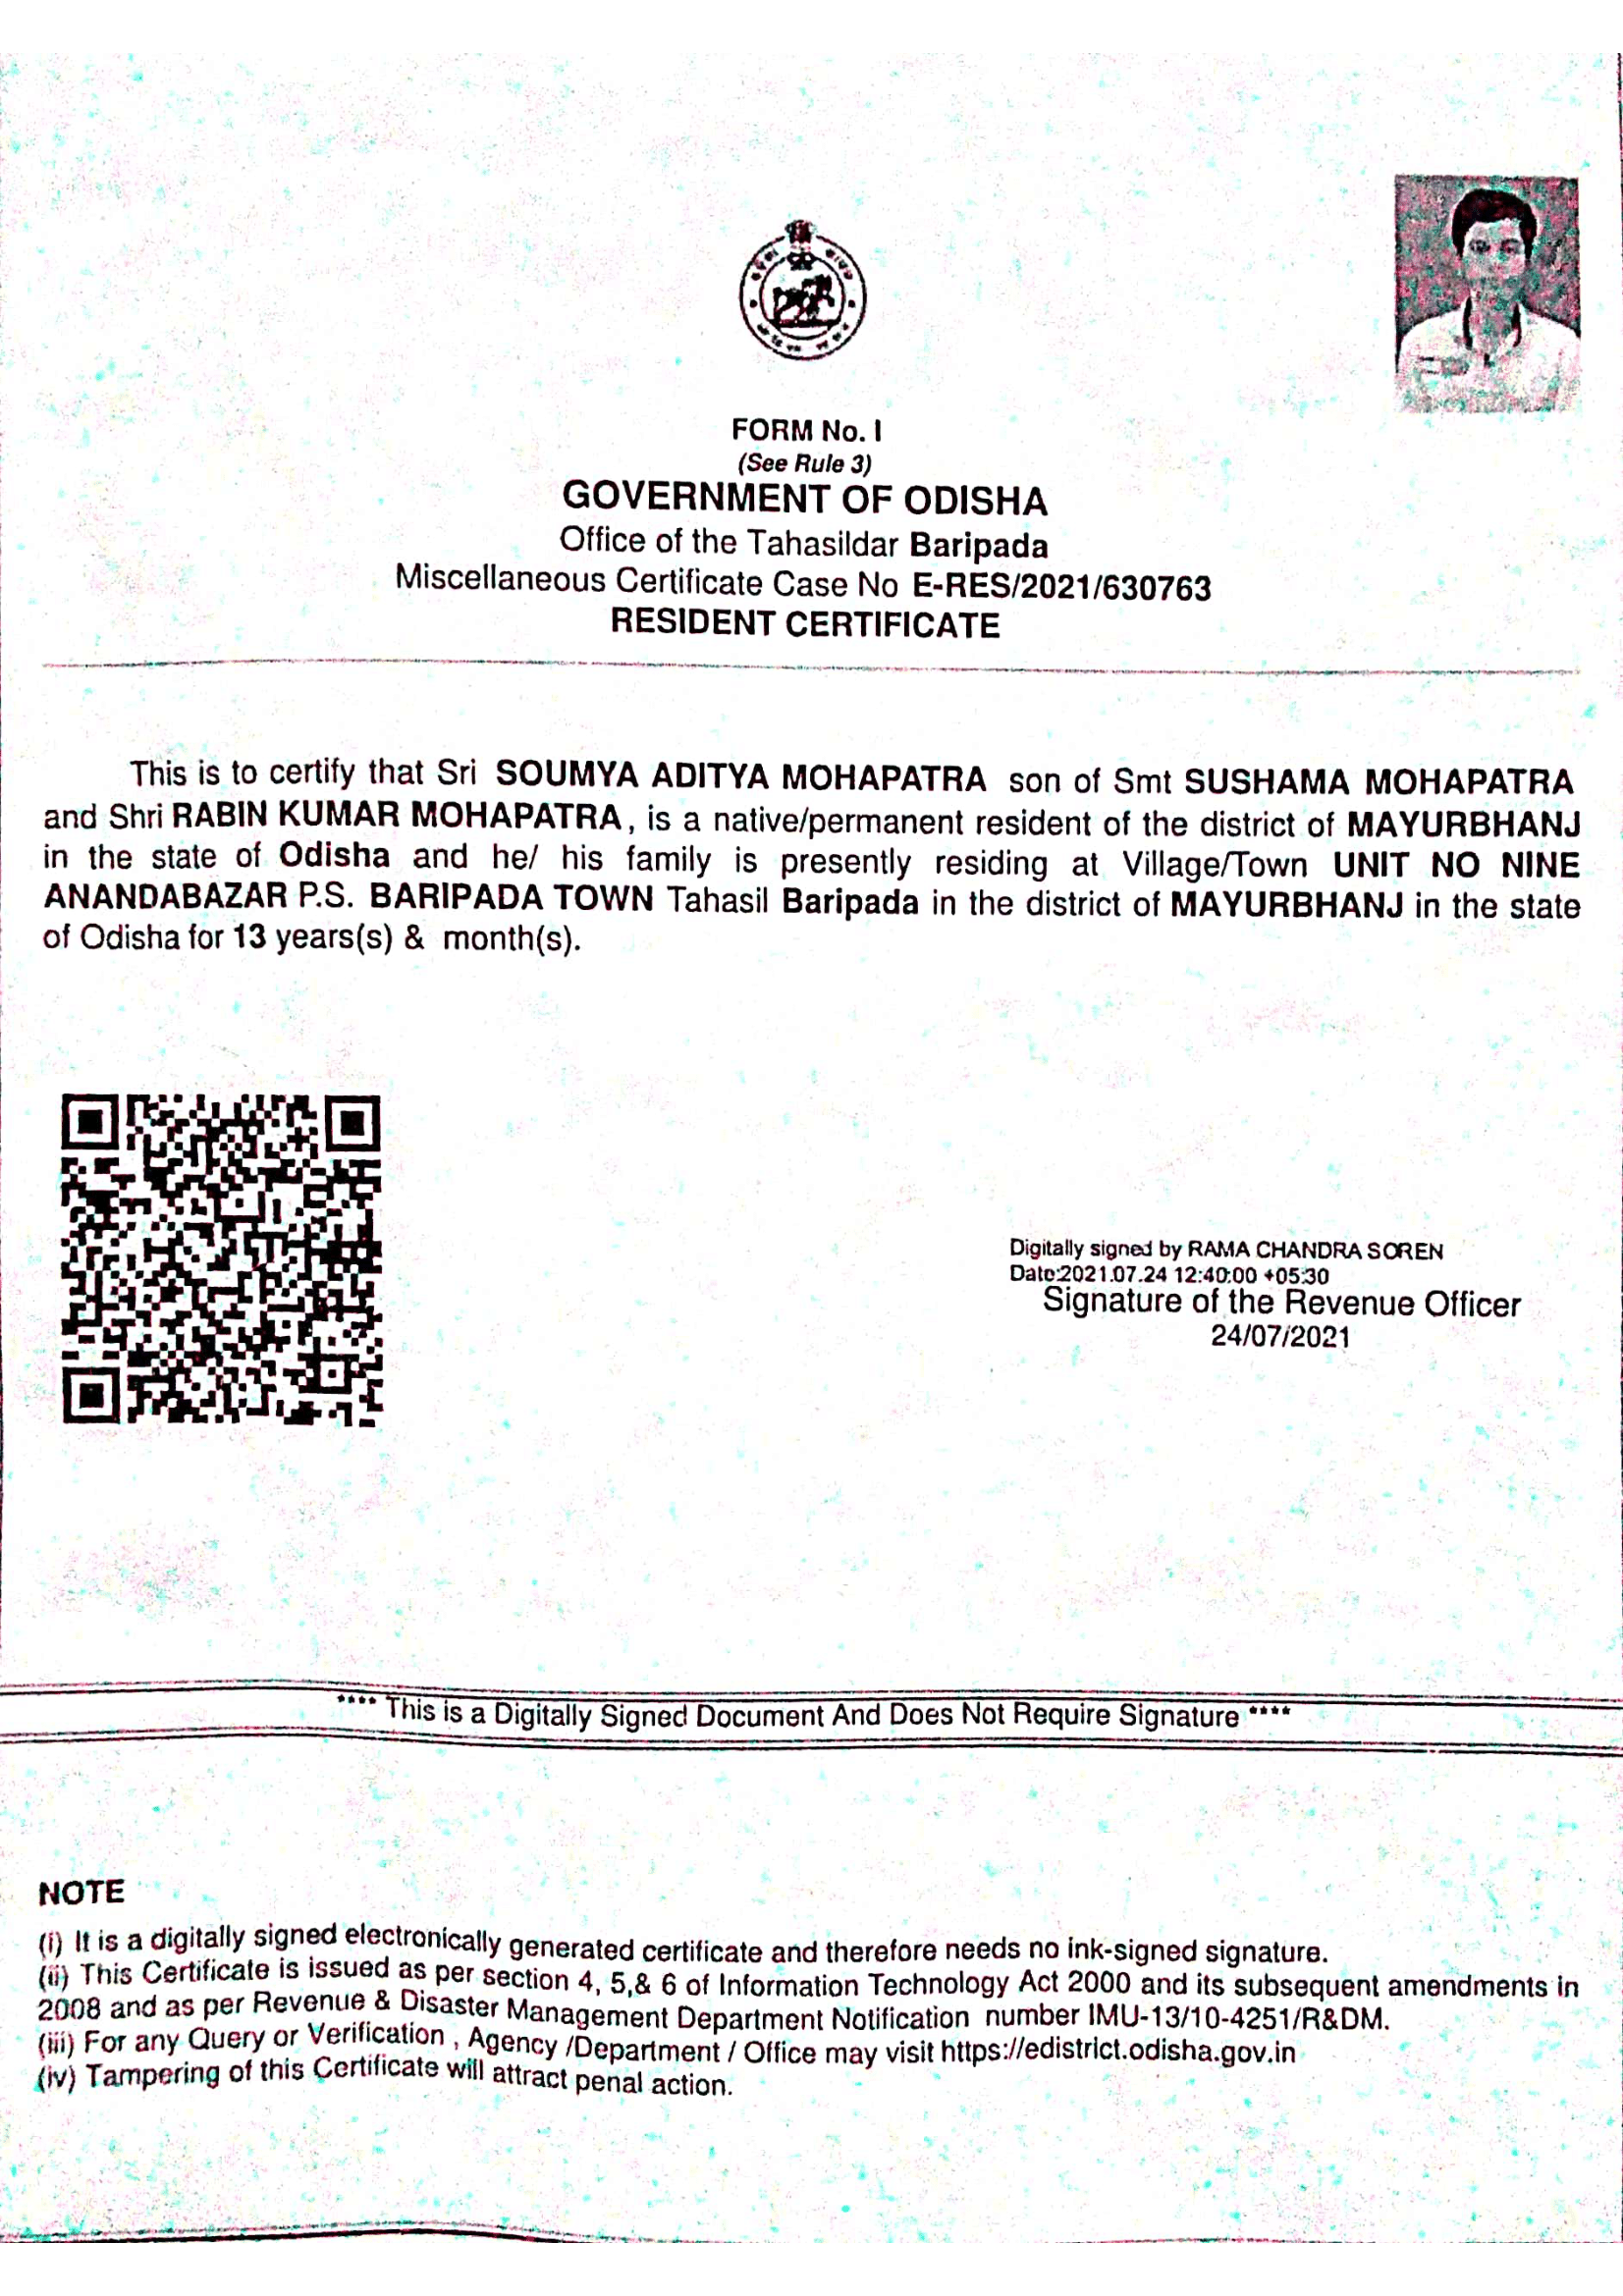 FORM No. I
(See Rule 3)
GOVERNMENT OF ODISHA
Office of the Tahasildar Baripada
Miscellaneous Certificate Case No E-RES/2021/630763
RESIDENT CERTIFICATE
This is to certify that Sri SOUMYA ADITYA MOHAPATRA son of Smt SUSHAMA MOHAPATRA
and Shri RABIN KUMAR MOHAPATRA, is a native/permanent resident of the district of MAYURBHANJ
in the state of Odisha and he/ his family is presently residing at Village/Town UNIT NO NINE
ANANDABAZAR P.S. BARIPADA TOWN Tahasil Baripada in the district of MAYURBHANJ in the state
of Odisha for 13 years(s) & month(s).
Digitally signed by RAMA CHANDRA SOREN
Date:2021.07.24 12:40:00 +05:30
Signature of the Revenue Officer
24/07/2021
**** This is a Digitally Signed Document And Does Not Require Signature ****
NOTE
(i) It is a digitally signed electronically generated certificate and therefore needs no ink-signed signature.
(ii) This Certificate is issued as per section 4, 5,& 6 of Information Technology Act 2000 and its subsequent amendments in
2008 and as per Revenue & Disaster Management Department Notification number IMU-13/10-4251/R&DM.
(iii) For any Query or Verification , Agency /Department / Office may visit https://edistrict.odisha.gov.in
(iv) Tampering of this Certificate will attract penal action.